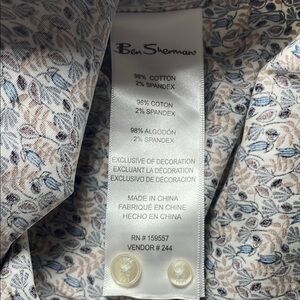 Ben Sherman
98% COTTON
2% SPANDEX
98% COTON
2% SPANDEX
98% ALGODÓN
2% SPANDEX
EXCLUSIVE OF DECORATION
EXCLUANT LA DÉCORATION
EXCLUSIVO DE DECORACIÓN
MADE IN CHINA
FABRIQUÉ EN CHINE
HECHO EN CHINA
RN # 159557
VENDOR # 244